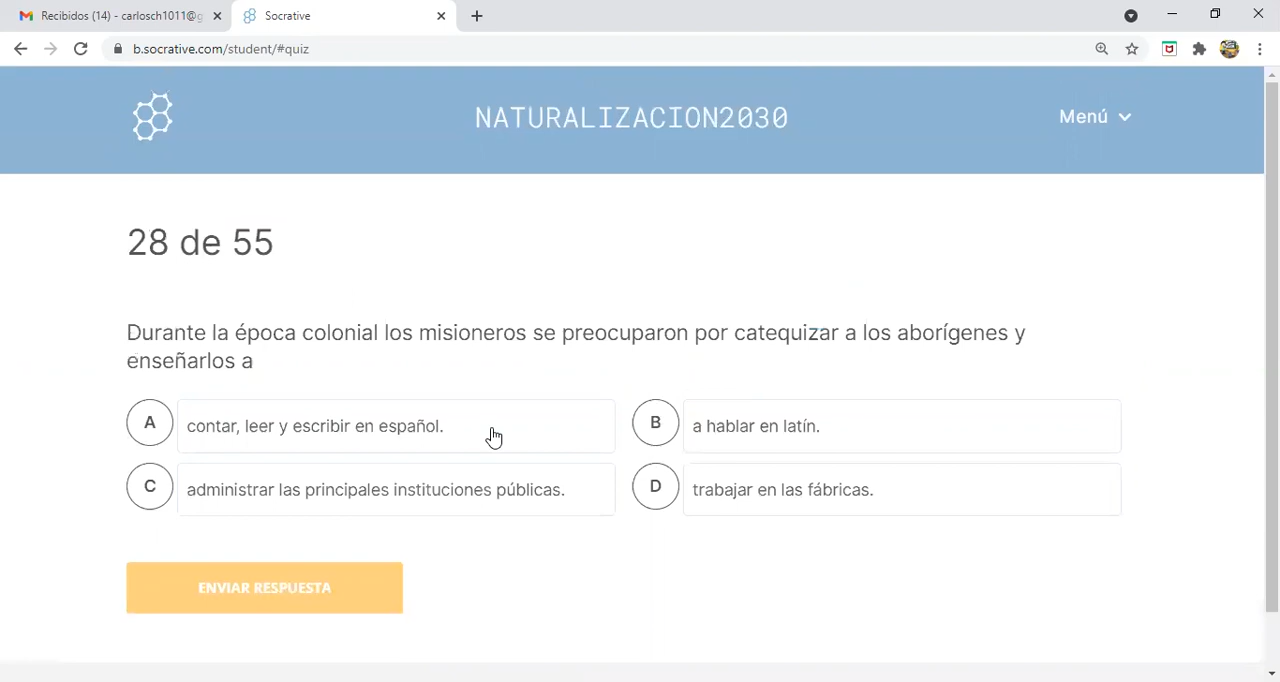 Recibidos (14) - carlosch1011@g
Socrative
b.socrative.com/student/#quiz
NATURALIZACION2030
Menú
28 de 55
Durante la época colonial los misioneros se preocuparon por catequizar a los aborígenes y
enseñarlos a
A contar, leer y escribir en español.
B a hablar en latín.
C administrar las principales instituciones públicas.
D trabajar en las fábricas.
ENVIAR RESPUESTA